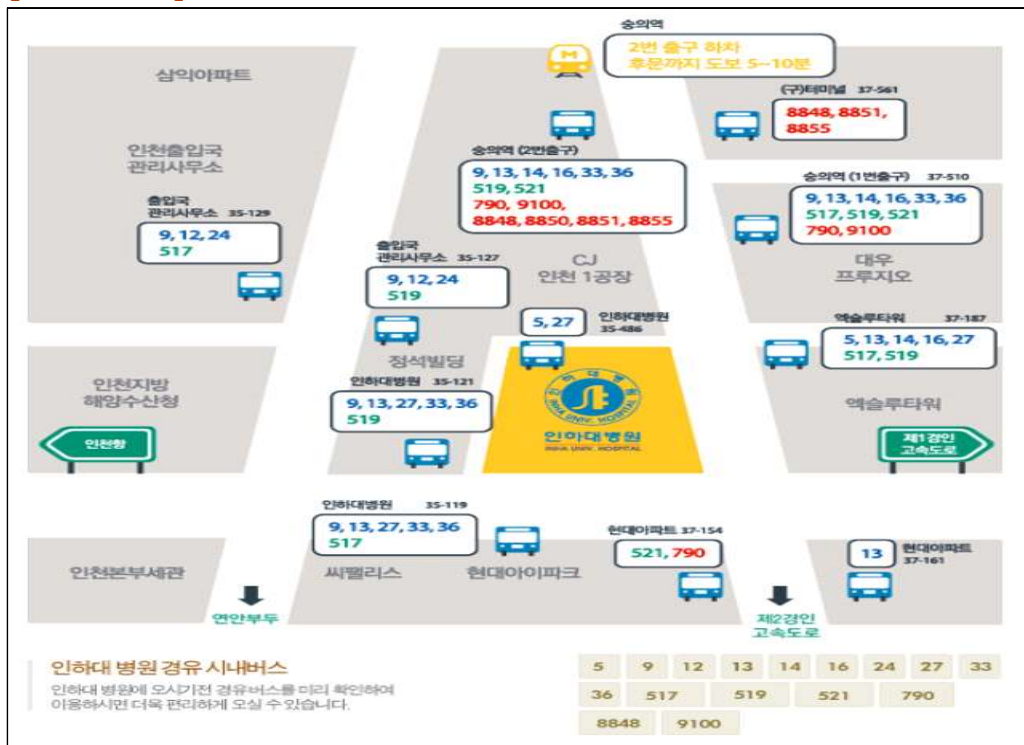 숭의역
M
2번 출구 하차
후문까지 도보 5~10분
삼익아파트
(구)터미널 37-561
8848, 8851,
8855
인천출입국
관리사무소
숭의역 (2번출구)
9, 13, 14, 16, 33, 36
519, 521
790, 9100,
8848, 8850, 8851, 8855
숭의역 (1번출구) 37-510
9, 13, 14, 16, 33, 36
517, 519, 521
790, 9100
출입국
관리사무소 35-129
9, 12, 24
517
출입국
관리사무소 35-127
9, 12, 24
519
CJ
인천 1공장
대우
프루지오
5, 27
인하대병원
35-486
엑슬루타워 37-187
5, 13, 14, 16, 27
517, 519
정석빌딩
인천지방
해양수산청
인하대병원 35-121
9, 13, 27, 33, 36
519
인하대병원
INHA UNIV. HOSPITAL
인하대병원
INHA UNIV. HOSPITAL
엑슬루타워
인천항
제1경인
고속도로
인하대병원 35-119
9, 13, 27, 33, 36
517
현대아파트 37-154
521, 790
13
현대아파트
37-161
인천본부세관
씨팰리스
현대아이파크
연안부두
제2경인
고속도로
인하대 병원 경유 시내버스
인하대 병원에 오시기전 경유버스를 미리 확인하여
이용하시면 더욱 편리하게 오실 수 있습니다.
5 9 12 13 14 16 24 27 33
36 517 519 521 790
8848 9100